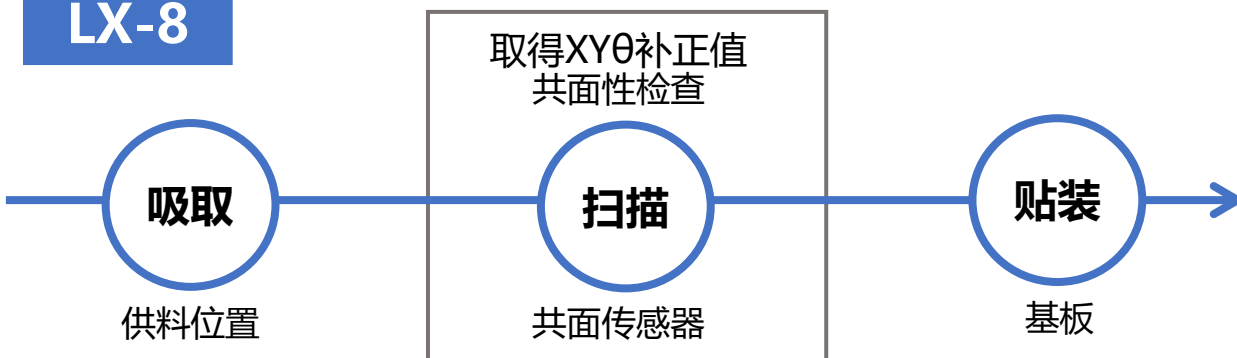 LX-8
取得XYθ补正值
共面性检查
吸取
扫描
贴装
供料位置
共面传感器
基板